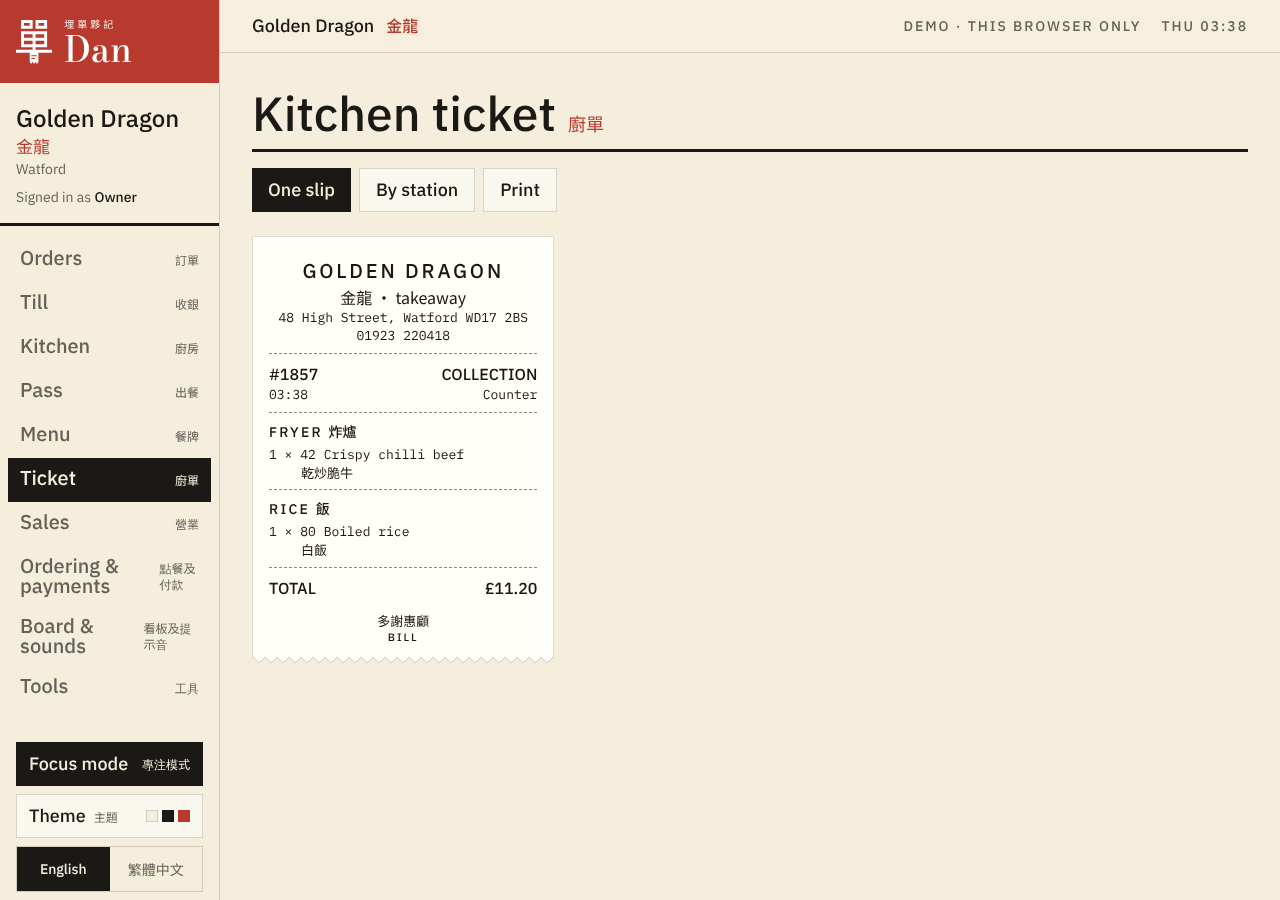 單 埋單夥記
Dan
Golden Dragon
金龍
Watford
Signed in as Owner
Orders 訂單
Till 收銀
Kitchen 廚房
Pass 出餐
Menu 餐牌
Ticket 廚單
Sales 營業
Ordering & 點餐及
payments 付款
Board & 看板及提
sounds 示音
Tools 工具
Focus mode 專注模式
Theme 主題
English 繁體中文
Golden Dragon 金龍
DEMO · THIS BROWSER ONLY THU 03:38
Kitchen ticket 廚單
One slip By station Print
GOLDEN DRAGON
金龍 · takeaway
48 High Street, Watford WD17 2BS
01923 220418
#1857 COLLECTION
03:38 Counter
FRYER 炸爐
1 × 42 Crispy chilli beef
乾炒脆牛
RICE 飯
1 × 80 Boiled rice
白飯
TOTAL £11.20
多謝惠顧
BILL